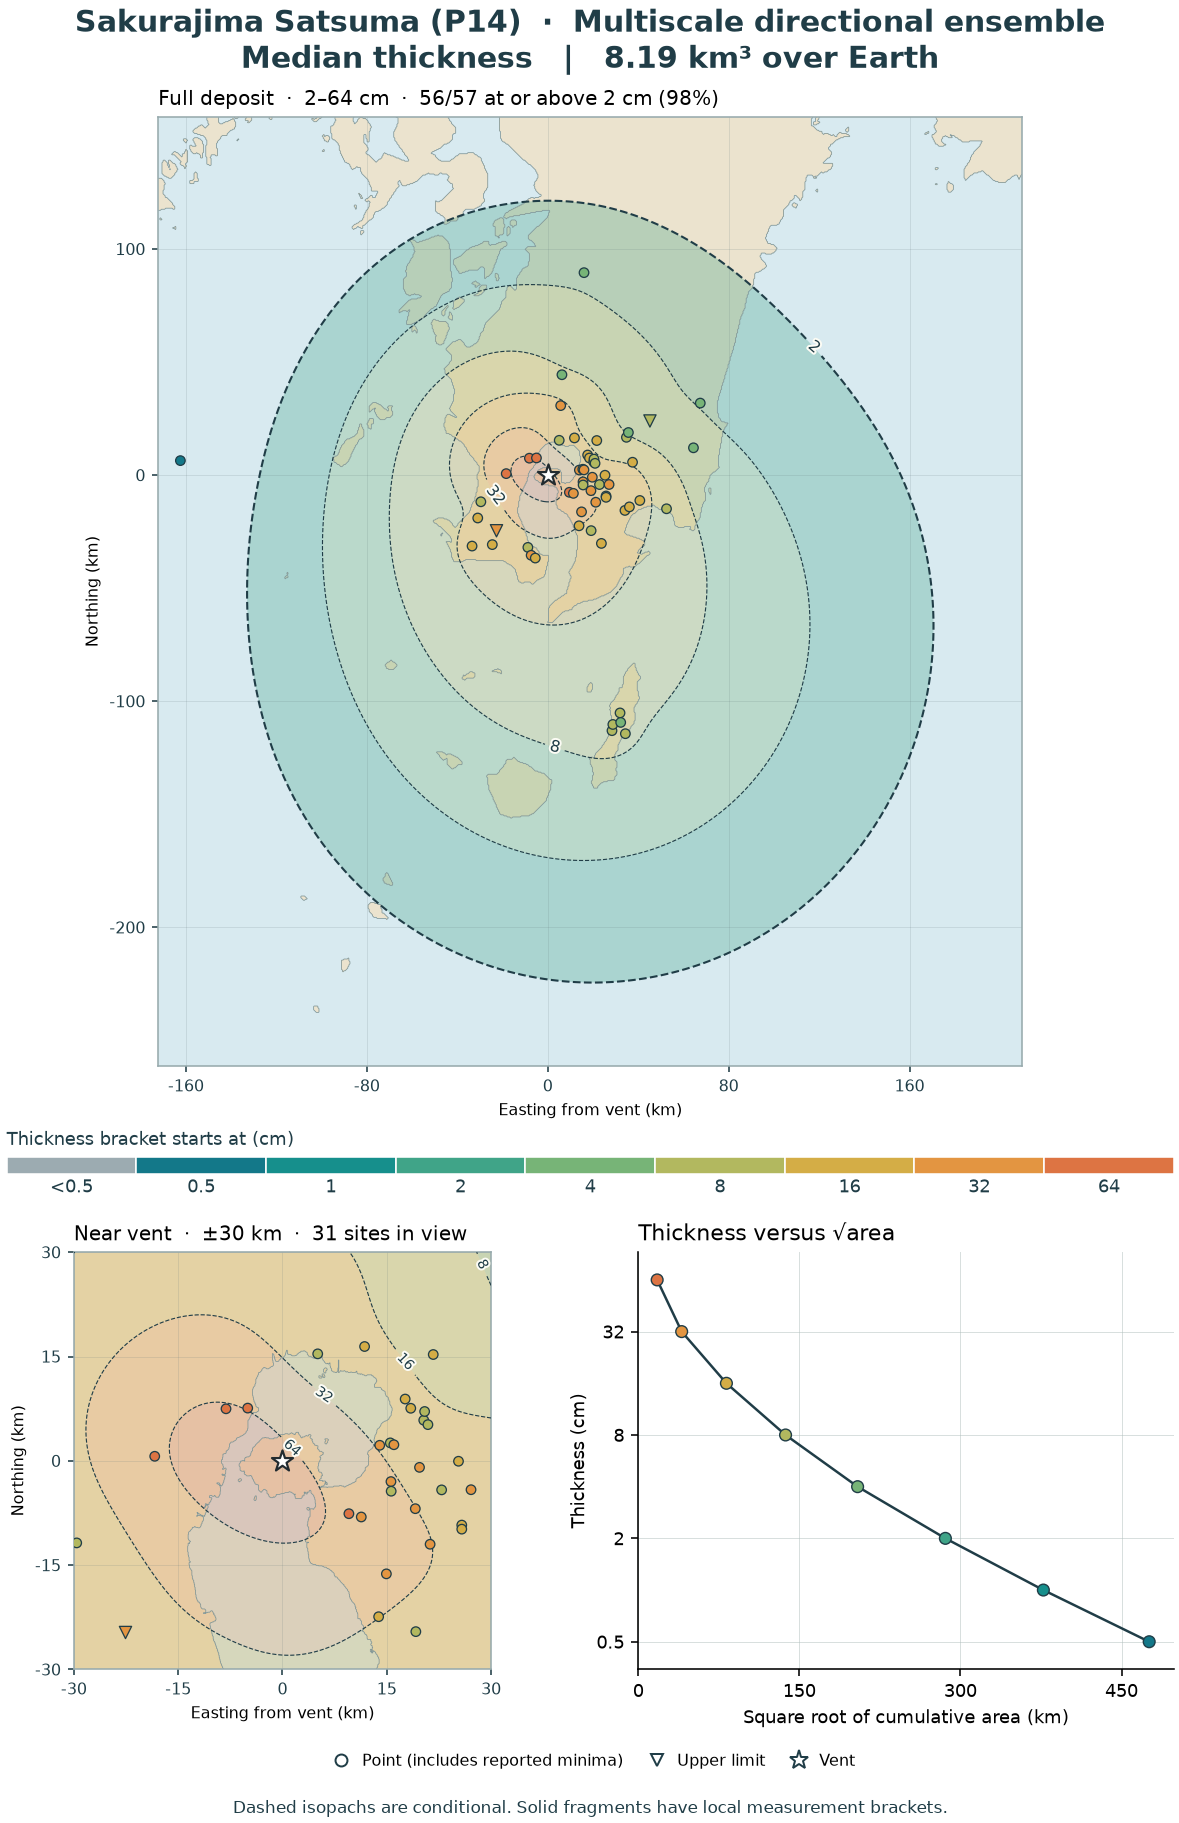 Sakurajima Satsuma (P14)  ·  Multiscale directional ensemble
Median thickness   |   8.19 km³ over Earth
Full deposit  ·  2–64 cm  ·  56/57 at or above 2 cm (98%)
2
100
0
32
Northing (km)
-100
8
-200
-160
-80
0
80
160
Easting from vent (km)
Thickness bracket starts at (cm)
<0.5
0.5
1
2
4
8
16
32
64
Near vent  ·  ±30 km  ·  31 sites in view
30
15
0
-15
-30
Northing (km)
8
16
32
64
-30
-15
0
15
30
Easting from vent (km)
Thickness versus √area
32
8
2
0.5
Thickness (cm)
0
150
300
450
Square root of cumulative area (km)
Point (includes reported minima)
Upper limit
Vent
Dashed isopachs are conditional. Solid fragments have local measurement brackets.